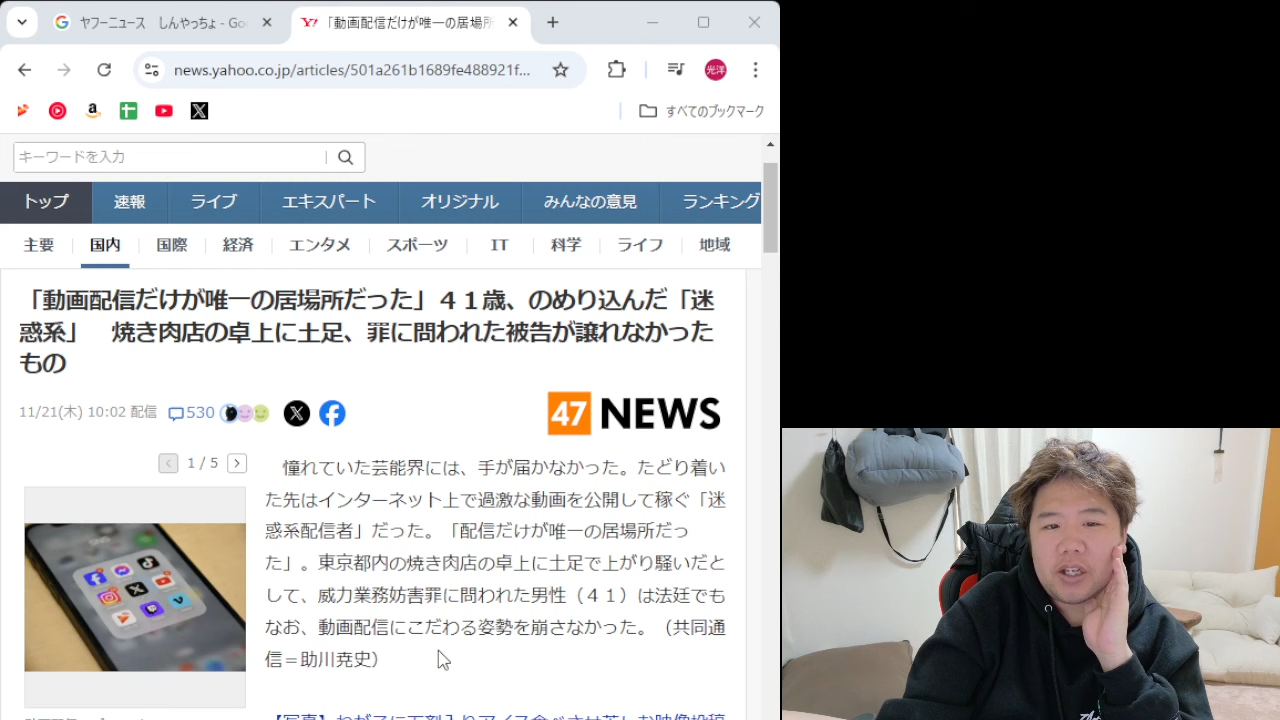 ヤフーニュース　しんやっちょ - Go
「動画配信だけが唯一の居場所
news.yahoo.co.jp/articles/501a261b1689fe488921f...
光洋
すべてのブックマーク
キーワードを入力
トップ 速報 ライブ エキスパート オリジナル みんなの意見 ランキング
主要 国内 国際 経済 エンタメ スポーツ IT 科学 ライフ 地域
「動画配信だけが唯一の居場所だった」４１歳、のめり込んだ「迷
惑系」　焼き肉店の卓上に土足、罪に問われた被告が譲れなかった
もの
11/21(木) 10:02 配信 530
47 NEWS
1 / 5
憧れていた芸能界には、手が届かなかった。たどり着い
た先はインターネット上で過激な動画を公開して稼ぐ「迷
惑系配信者」だった。「配信だけが唯一の居場所だっ
た」。東京都内の焼き肉店の卓上に土足で上がり騒いだと
して、威力業務妨害罪に問われた男性（４１）は法廷でも
なお、動画配信にこだわる姿勢を崩さなかった。（共同通
信＝助川尭史）